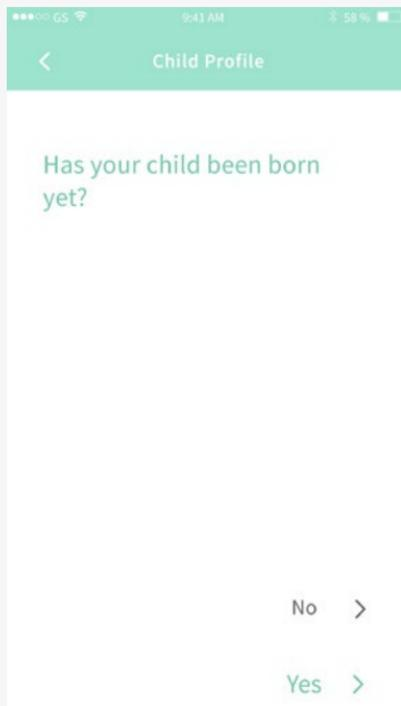 GS 9:41 AM 58 %
Child Profile
Has your child been born
yet?
No
Yes